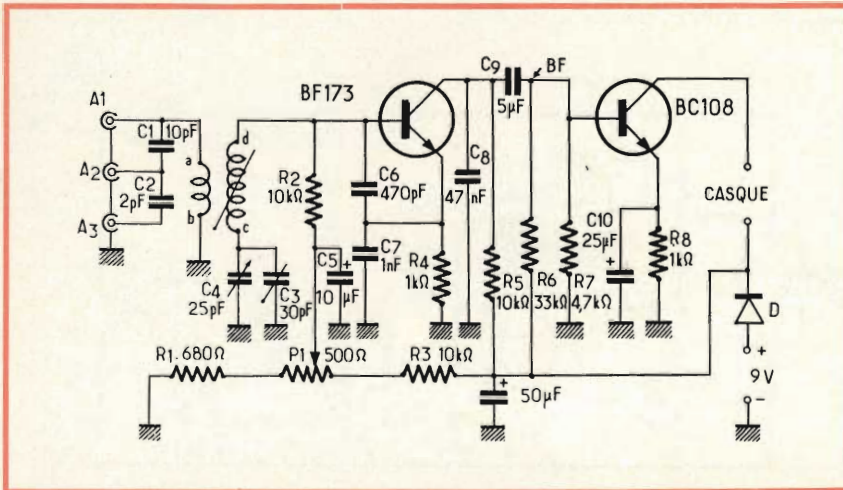 A1
C1
10pF
A2
C2
2pF
A3
a
b
d
c
C4
25pF
C3
30pF
R2
10kΩ
C5
+
10 µF
BF173
C6
470pF
C7
1nF
R4
1kΩ
C8
47 nF
C9
5µF
BF
R5
10kΩ
R6
33kΩ
R7
4,7kΩ
BC108
C10
25µF
+
R8
1kΩ
CASQUE
D
+
9V
-
R1.680Ω
P1 500Ω
R3 10kΩ
+
50µF